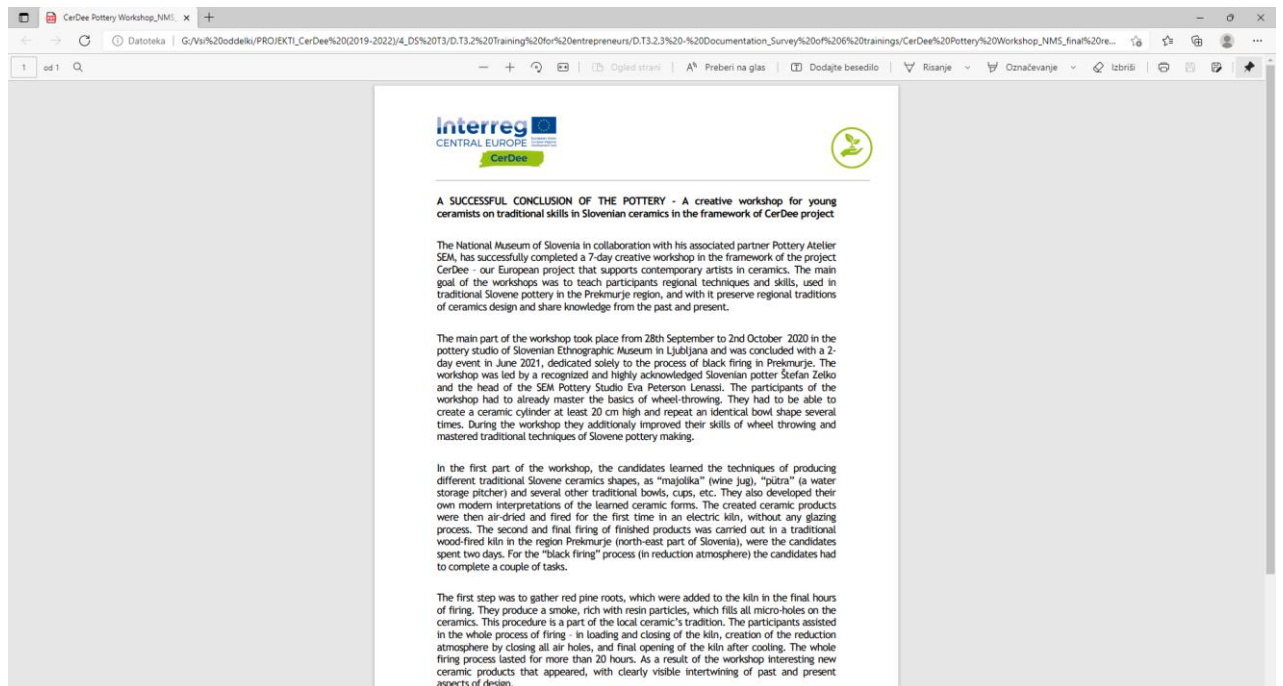 CerDee Pottery Workshop_NMS_
Datoteka | G:/Vsi%20oddelki/PROJEKTI_CerDee%20(2019-2022)/4_DS%20T3/D.T3.2%20Training%20for%20entrepreneurs/D.T3.2.3%20-%20Documentation_Survey%20of%206%20trainings/CerDee%20Pottery%20Workshop_NMS_final%20re...
1 od 1 Ogled strani Preberi na glas Dodajte besedilo Risanje Označevanje Izbriši
Interreg
CENTRAL EUROPE
CerDee
A SUCCESSFUL CONCLUSION OF THE POTTERY - A creative workshop for young
ceramists on traditional skills in Slovenian ceramics in the framework of CerDee project
The National Museum of Slovenia in collaboration with his associated partner Pottery Atelier
SEM, has successfully completed a 7-day creative workshop in the framework of the project
CerDee - our European project that supports contemporary artists in ceramics. The main
goal of the workshops was to teach participants regional techniques and skills, used in
traditional Slovene pottery in the Prekmurje region, and with it preserve regional traditions
of ceramics design and share knowledge from the past and present.
The main part of the workshop took place from 28th September to 2nd October 2020 in the
pottery studio of Slovenian Ethnographic Museum in Ljubljana and was concluded with a 2-
day event in June 2021, dedicated solely to the process of black firing in Prekmurje. The
workshop was led by a recognized and highly acknowledged Slovenian potter Štefan Zelko
and the head of the SEM Pottery Studio Eva Peterson Lenassi. The participants of the
workshop had to already master the basics of wheel-throwing. They had to be able to
create a ceramic cylinder at least 20 cm high and repeat an identical bowl shape several
times. During the workshop they additionaly improved their skills of wheel throwing and
mastered traditional techniques of Slovene pottery making.
In the first part of the workshop, the candidates learned the techniques of producing
different traditional Slovene ceramics shapes, as “majolika” (wine jug), “pütra” (a water
storage pitcher) and several other traditional bowls, cups, etc. They also developed their
own modern interpretations of the learned ceramic forms. The created ceramic products
were then air-dried and fired for the first time in an electric kiln, without any glazing
process. The second and final firing of finished products was carried out in a traditional
wood-fired kiln in the region Prekmurje (north-east part of Slovenia), were the candidates
spent two days. For the “black firing” process (in reduction atmosphere) the candidates had
to complete a couple of tasks.
The first step was to gather red pine roots, which were added to the kiln in the final hours
of firing. They produce a smoke, rich with resin particles, which fills all micro-holes on the
ceramics. This procedure is a part of the local ceramic’s tradition. The participants assisted
in the whole process of firing - in loading and closing of the kiln, creation of the reduction
atmosphere by closing all air holes, and final opening of the kiln after cooling. The whole
firing process lasted for more than 20 hours. As a result of the workshop interesting new
ceramic products that appeared, with clearly visible intertwining of past and present
aspects of design.